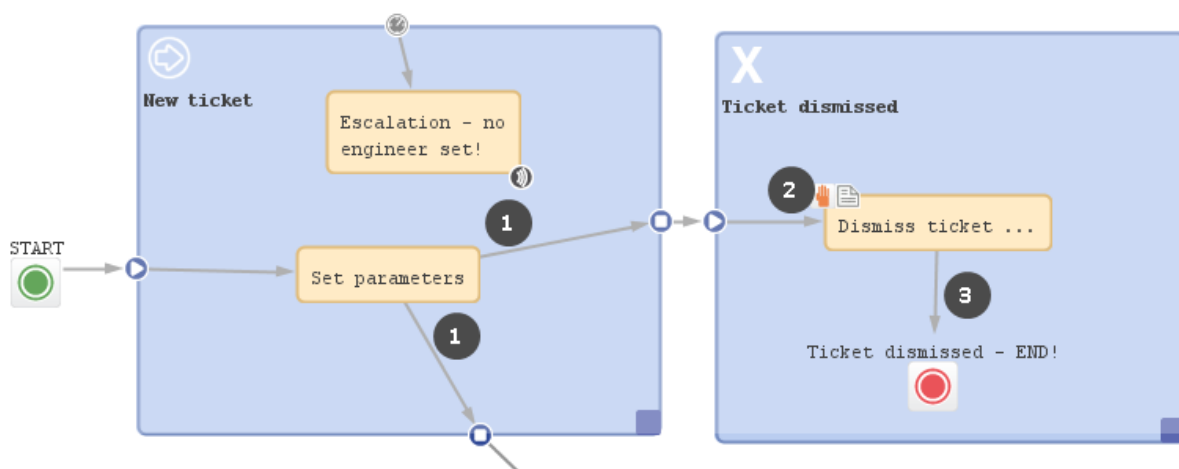 New ticket
Escalation - no
engineer set!
1
START
Set parameters
1
X
Ticket dismissed
2
Dismiss ticket ...
3
Ticket dismissed - END!